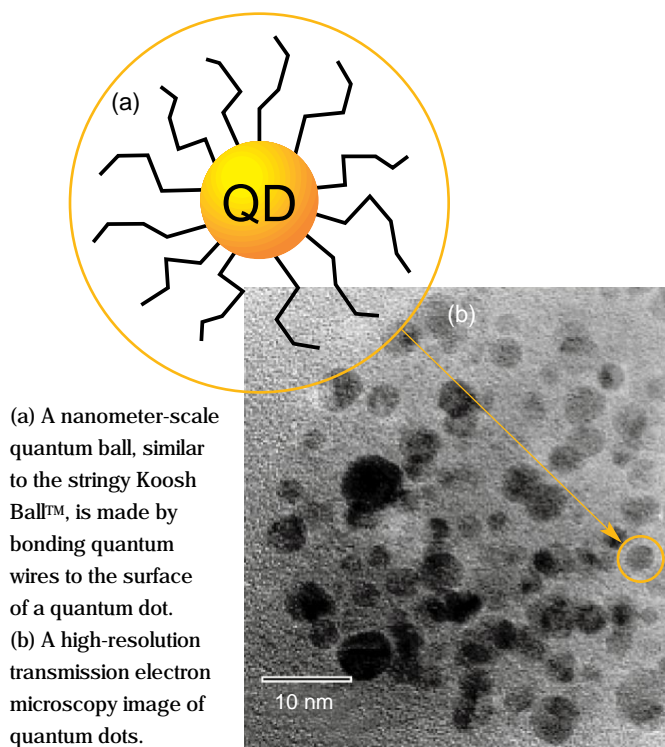 (a)
QD
(b)
(a) A nanometer-scale
quantum ball, similar
to the stringy Koosh
Ball™, is made by
bonding quantum
wires to the surface
of a quantum dot.
(b) A high-resolution
transmission electron
microscopy image of
quantum dots.
10 nm